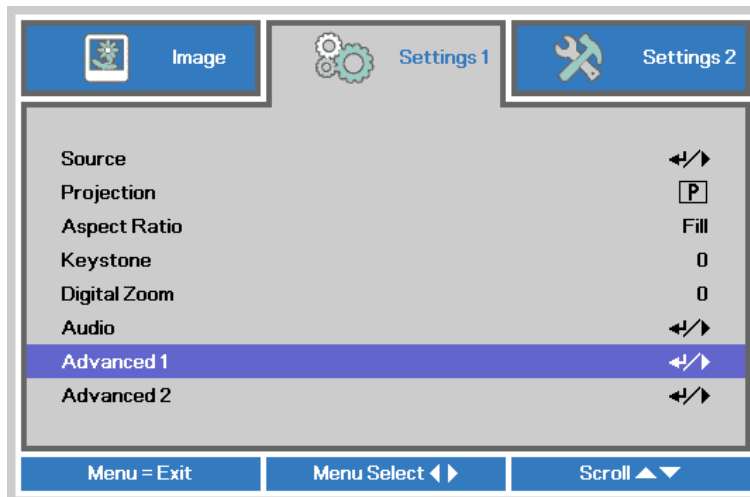 Image
Settings 1
Settings 2
Source
Projection P
Aspect Ratio Fill
Keystone 0
Digital Zoom 0
Audio
Advanced 1
Advanced 2
Menu = Exit
Menu Select
Scroll